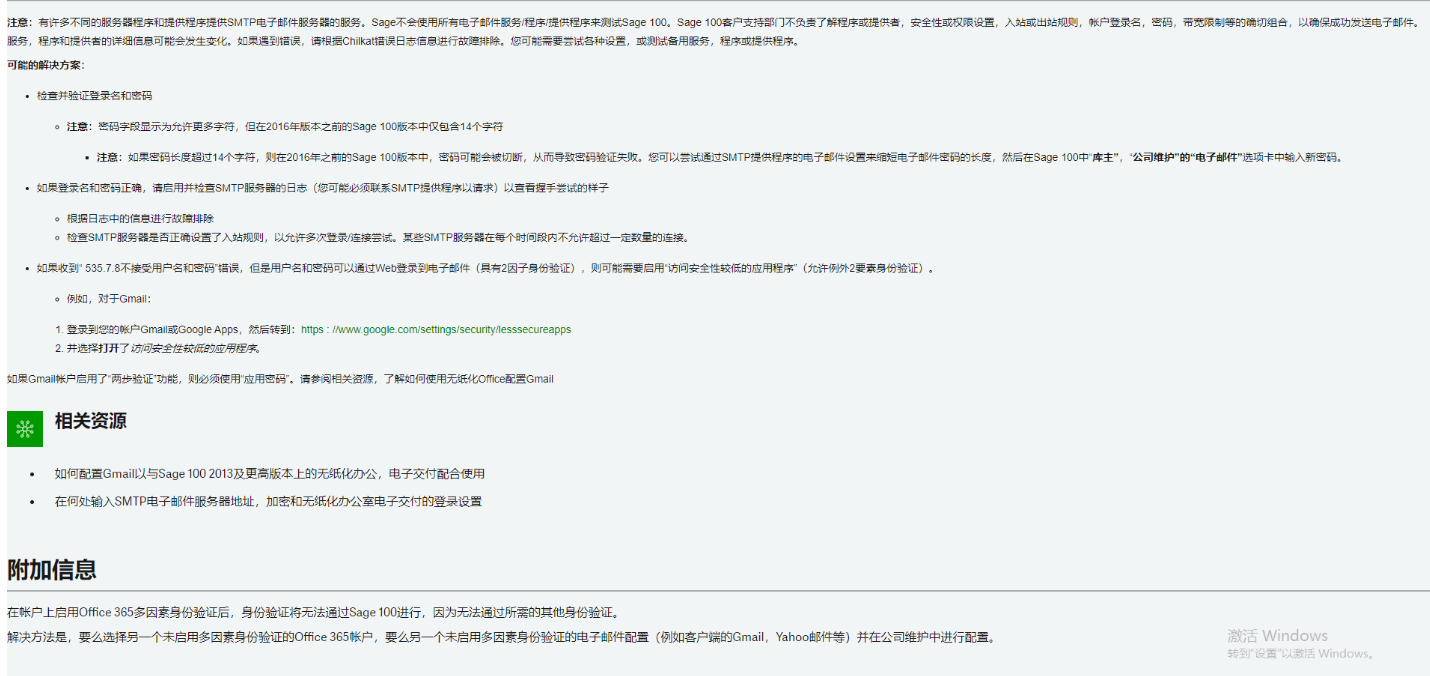 注意：有许多不同的服务器程序和提供程序提供SMTP电子邮件服务器的服务。Sage不会使用所有电子邮件服务/程序/提供程序来测试Sage 100。Sage 100客户支持部门不负责了解程序或提供者，安全性或权限设置，入站或出站规则，帐户登录名，密码，带宽限制等的确切组合，以确保成功发送电子邮件。
服务，程序和提供者的详细信息可能会发生变化。如果遇到错误，请根据Chilkat错误日志信息进行故障排除。您可能需要尝试各种设置，或测试备用服务，程序或提供程序。
可能的解决方案：
• 检查并验证登录名和密码
◦ 注意：密码字段显示为允许更多字符，但在2016年版本之前的Sage 100版本中仅包含14个字符
▪ 注意：如果密码长度超过14个字符，则在2016年之前的Sage 100版本中，密码可能会被切断，从而导致密码验证失败。您可以尝试通过SMTP提供程序的电子邮件设置来缩短电子邮件密码的长度，然后在Sage 100中“库主”，“公司维护”的“电子邮件”选项卡中输入新密码。
• 如果登录名和密码正确，请启用并检查SMTP服务器的日志（您可能必须联系SMTP提供程序以请求）以查看握手尝试的样子
◦ 根据日志中的信息进行故障排除
◦ 检查SMTP服务器是否正确设置了入站规则，以允许多次登录/连接尝试。某些SMTP服务器在每个时间段内不允许超过一定数量的连接。
• 如果收到“ 535.7.8不接受用户名和密码”错误，但是用户名和密码可以通过Web登录到电子邮件（具有2因子身份验证），则可能需要启用“访问安全性较低的应用程序”（允许例外2要素身份验证）。
◦ 例如，对于Gmail：
1. 登录到您的帐户Gmail或Google Apps，然后转到：https : //www.google.com/settings/security/lesssecureapps
2. 并选择打开了访问安全性较低的应用程序。
如果Gmail帐户启用了“两步验证”功能，则必须使用“应用密码”。请参阅相关资源，了解如何使用无纸化Office配置Gmail
相关资源
• 如何配置Gmail以与Sage 100 2013及更高版本上的无纸化办公，电子交付配合使用
• 在何处输入SMTP电子邮件服务器地址，加密和无纸化办公室电子交付的登录设置
附加信息
在帐户上启用Office 365多因素身份验证后，身份验证将无法通过Sage 100进行，因为无法通过所需的其他身份验证。
解决方法是，要么选择另一个未启用多因素身份验证的Office 365帐户，要么另一个未启用多因素身份验证的电子邮件配置（例如客户端的Gmail，Yahoo邮件等）并在公司维护中进行配置。
激活 Windows
转到“设置”以激活 Windows。